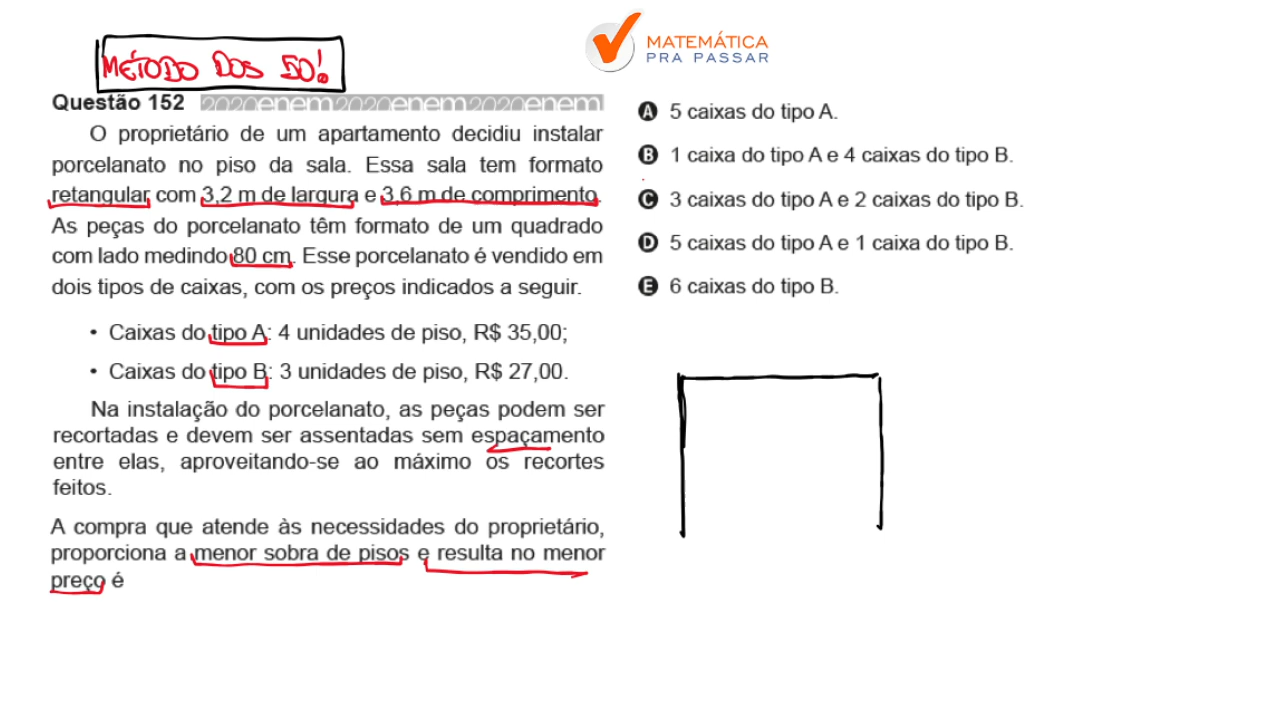 MATEMÁTICA
PRA PASSAR
MÉTODO DOS 50!
Questão 152 2020enem2020enem2020enem
O proprietário de um apartamento decidiu instalar
porcelanato no piso da sala. Essa sala tem formato
retangular com 3,2 m de largura e 3,6 m de comprimento.
As peças do porcelanato têm formato de um quadrado
com lado medindo 80 cm. Esse porcelanato é vendido em
dois tipos de caixas, com os preços indicados a seguir.
• Caixas do tipo A: 4 unidades de piso, R$ 35,00;
• Caixas do tipo B: 3 unidades de piso, R$ 27,00.
Na instalação do porcelanato, as peças podem ser
recortadas e devem ser assentadas sem espaçamento
entre elas, aproveitando-se ao máximo os recortes
feitos.
A compra que atende às necessidades do proprietário,
proporciona a menor sobra de pisos e resulta no menor
preço é
A 5 caixas do tipo A.
B 1 caixa do tipo A e 4 caixas do tipo B.
C 3 caixas do tipo A e 2 caixas do tipo B.
D 5 caixas do tipo A e 1 caixa do tipo B.
E 6 caixas do tipo B.